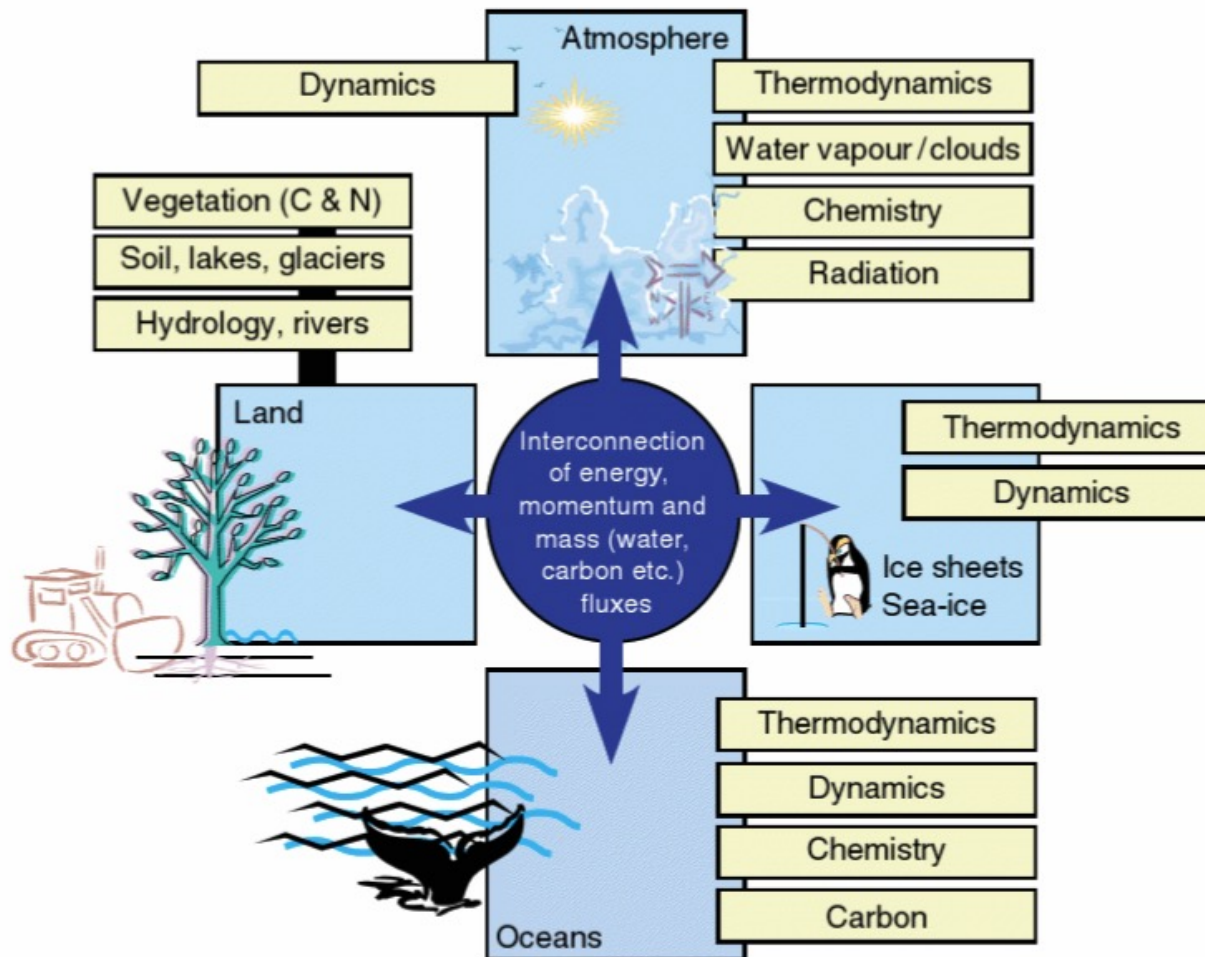 Atmosphere
Dynamics
Thermodynamics
Water vapour/clouds
Chemistry
Radiation
Vegetation (C & N)
Soil, lakes, glaciers
Hydrology, rivers
Land
Interconnection
of energy,
momentum and
mass (water,
carbon etc.)
fluxes
Thermodynamics
Dynamics
Ice sheets
Sea-ice
Thermodynamics
Dynamics
Chemistry
Carbon
Oceans